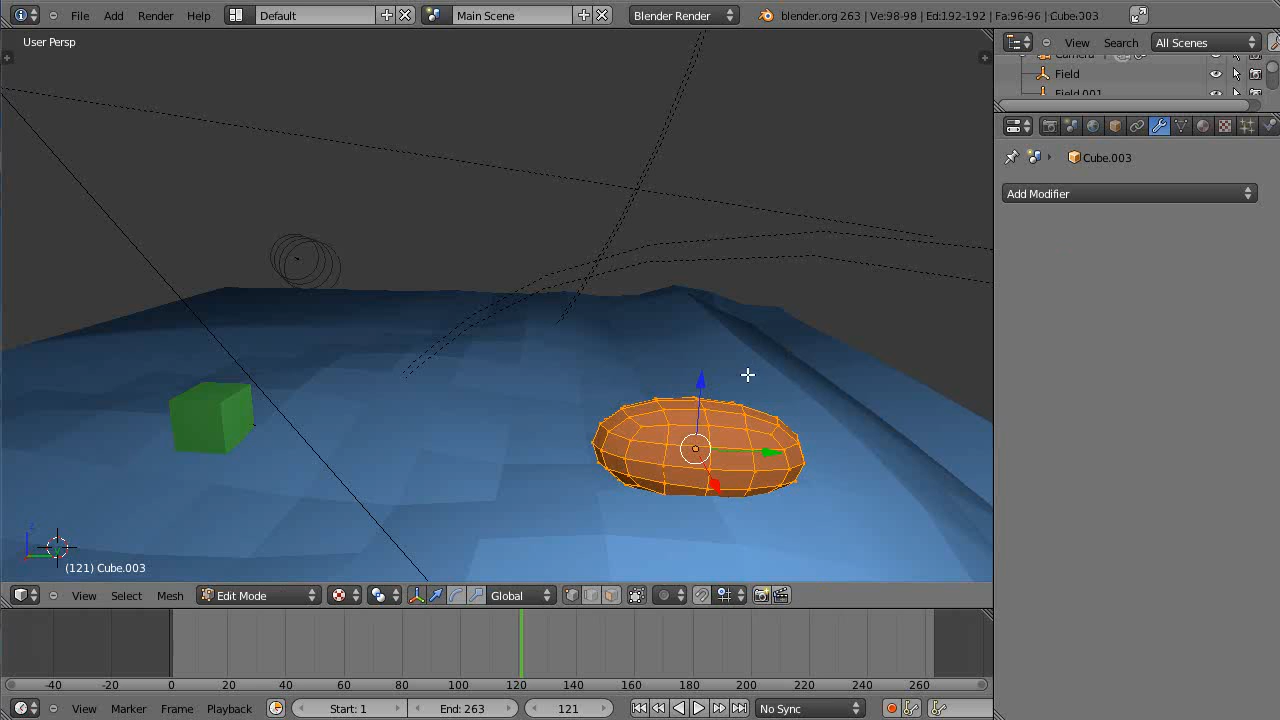 File Add Render Help Default Main Scene Blender Render blender.org 263 | Ve:98-98 | Ed:192-192 | Fa:96-96 | Cube.003
User Persp
View Search All Scenes
Camera
Field
Field.001
Cube.003
Add Modifier
(121) Cube.003
View Select Mesh Edit Mode Global
-40 -20 0 20 40 60 80 100 120 140 160 180 200 220 240 260
View Marker Frame Playback Start: 1 End: 263 121 No Sync